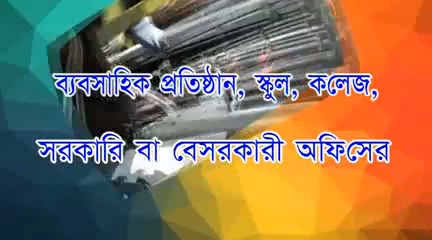 ব্যবসাহিক প্রতিষ্ঠান, স্কুল, কলেজ,
সরকারি বা বেসরকারী অফিসের